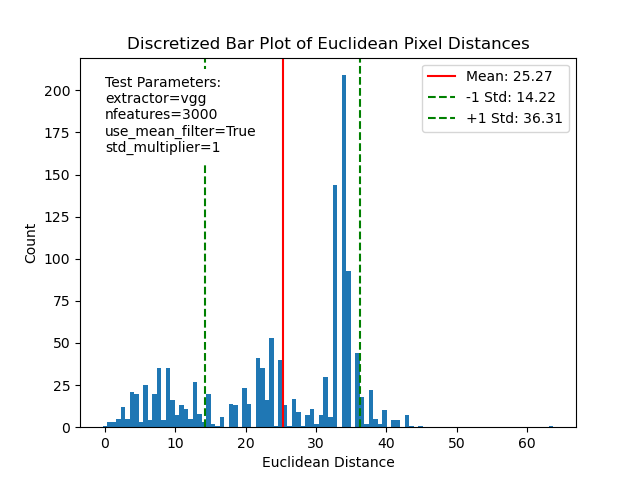 Discretized Bar Plot of Euclidean Pixel Distances
Test Parameters:
extractor=vgg
nfeatures=3000
use_mean_filter=True
std_multiplier=1
Mean: 25.27
-1 Std: 14.22
+1 Std: 36.31
Count
200
175
150
125
100
75
50
25
0
0 10 20 30 40 50 60
Euclidean Distance